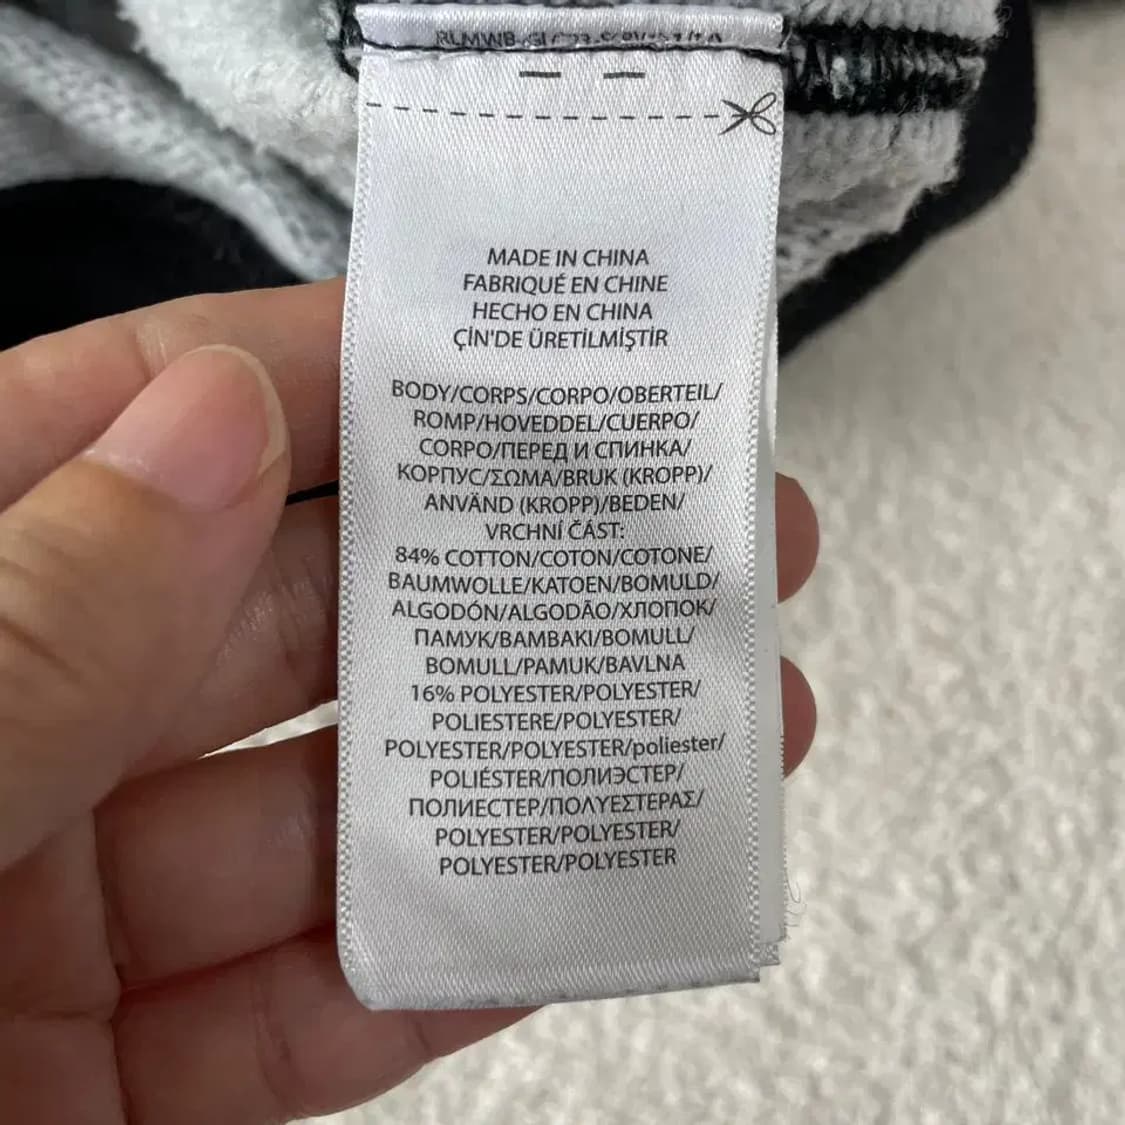 MADE IN CHINA
FABRIQUÉ EN CHINE
HECHO EN CHINA
ÇİN'DE ÜRETİLMİŞTİR
BODY/CORPS/CORPO/OBERTEIL/
ROMP/HOVEDDEL/CUERPO/
CORPO/ПЕРЕД И СПИНКА/
КОРПУС/ΣΩΜΑ/BRUK (KROPP)/
ANVÄND (KROPP)/BEDEN/
VRCHNÍ ČÁST:
84% COTTON/COTON/COTONE/
BAUMWOLLE/KATOEN/BOMULD/
ALGODÓN/ALGODÃO/ХЛОПОК/
ПАМУК/ΒΑΜΒΑΚΙ/BOMULL/
BOMULL/PAMUK/BAVLNA
16% POLYESTER/POLYESTER/
POLIESTERE/POLYESTER/
POLYESTER/POLYESTER/poliester/
POLIÉSTER/ПОЛИЭСТЕР/
ПОЛИЕСТЕР/ΠΟΛΥΕΣΤΕΡΑΣ/
POLYESTER/POLYESTER/
POLYESTER/POLYESTER